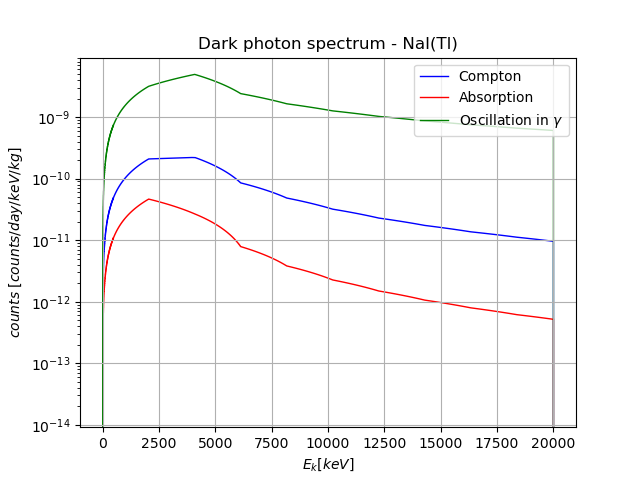 Dark photon spectrum - NaI(Tl)
Compton
Absorption
Oscillation in γ
10⁻⁹
10⁻¹⁰
10⁻¹¹
10⁻¹²
10⁻¹³
10⁻¹⁴
counts [counts/day/keV/kg]
0 2500 5000 7500 10000 12500 15000 17500 20000
Eₖ[keV]